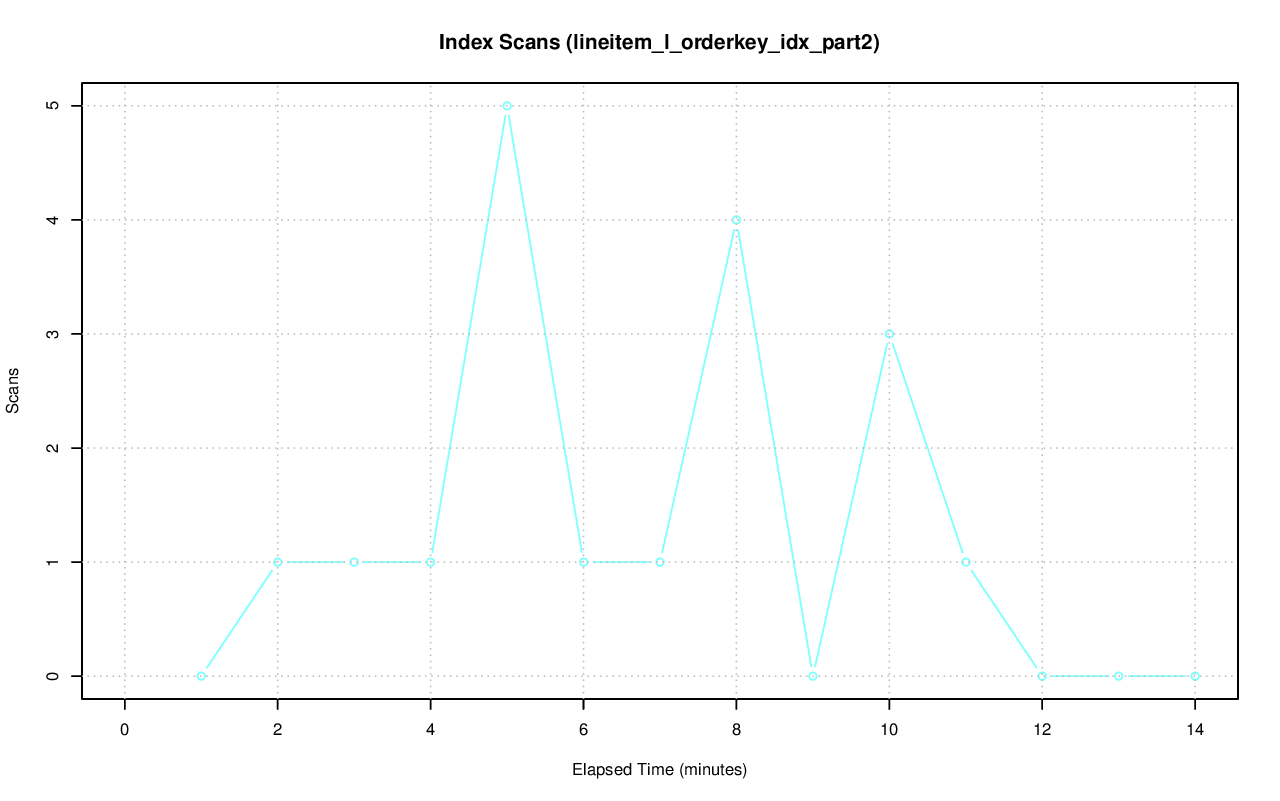 Index Scans (lineitem_l_orderkey_idx_part2)
5
4
3
2
1
0
Scans
0 2 4 6 8 10 12 14
Elapsed Time (minutes)